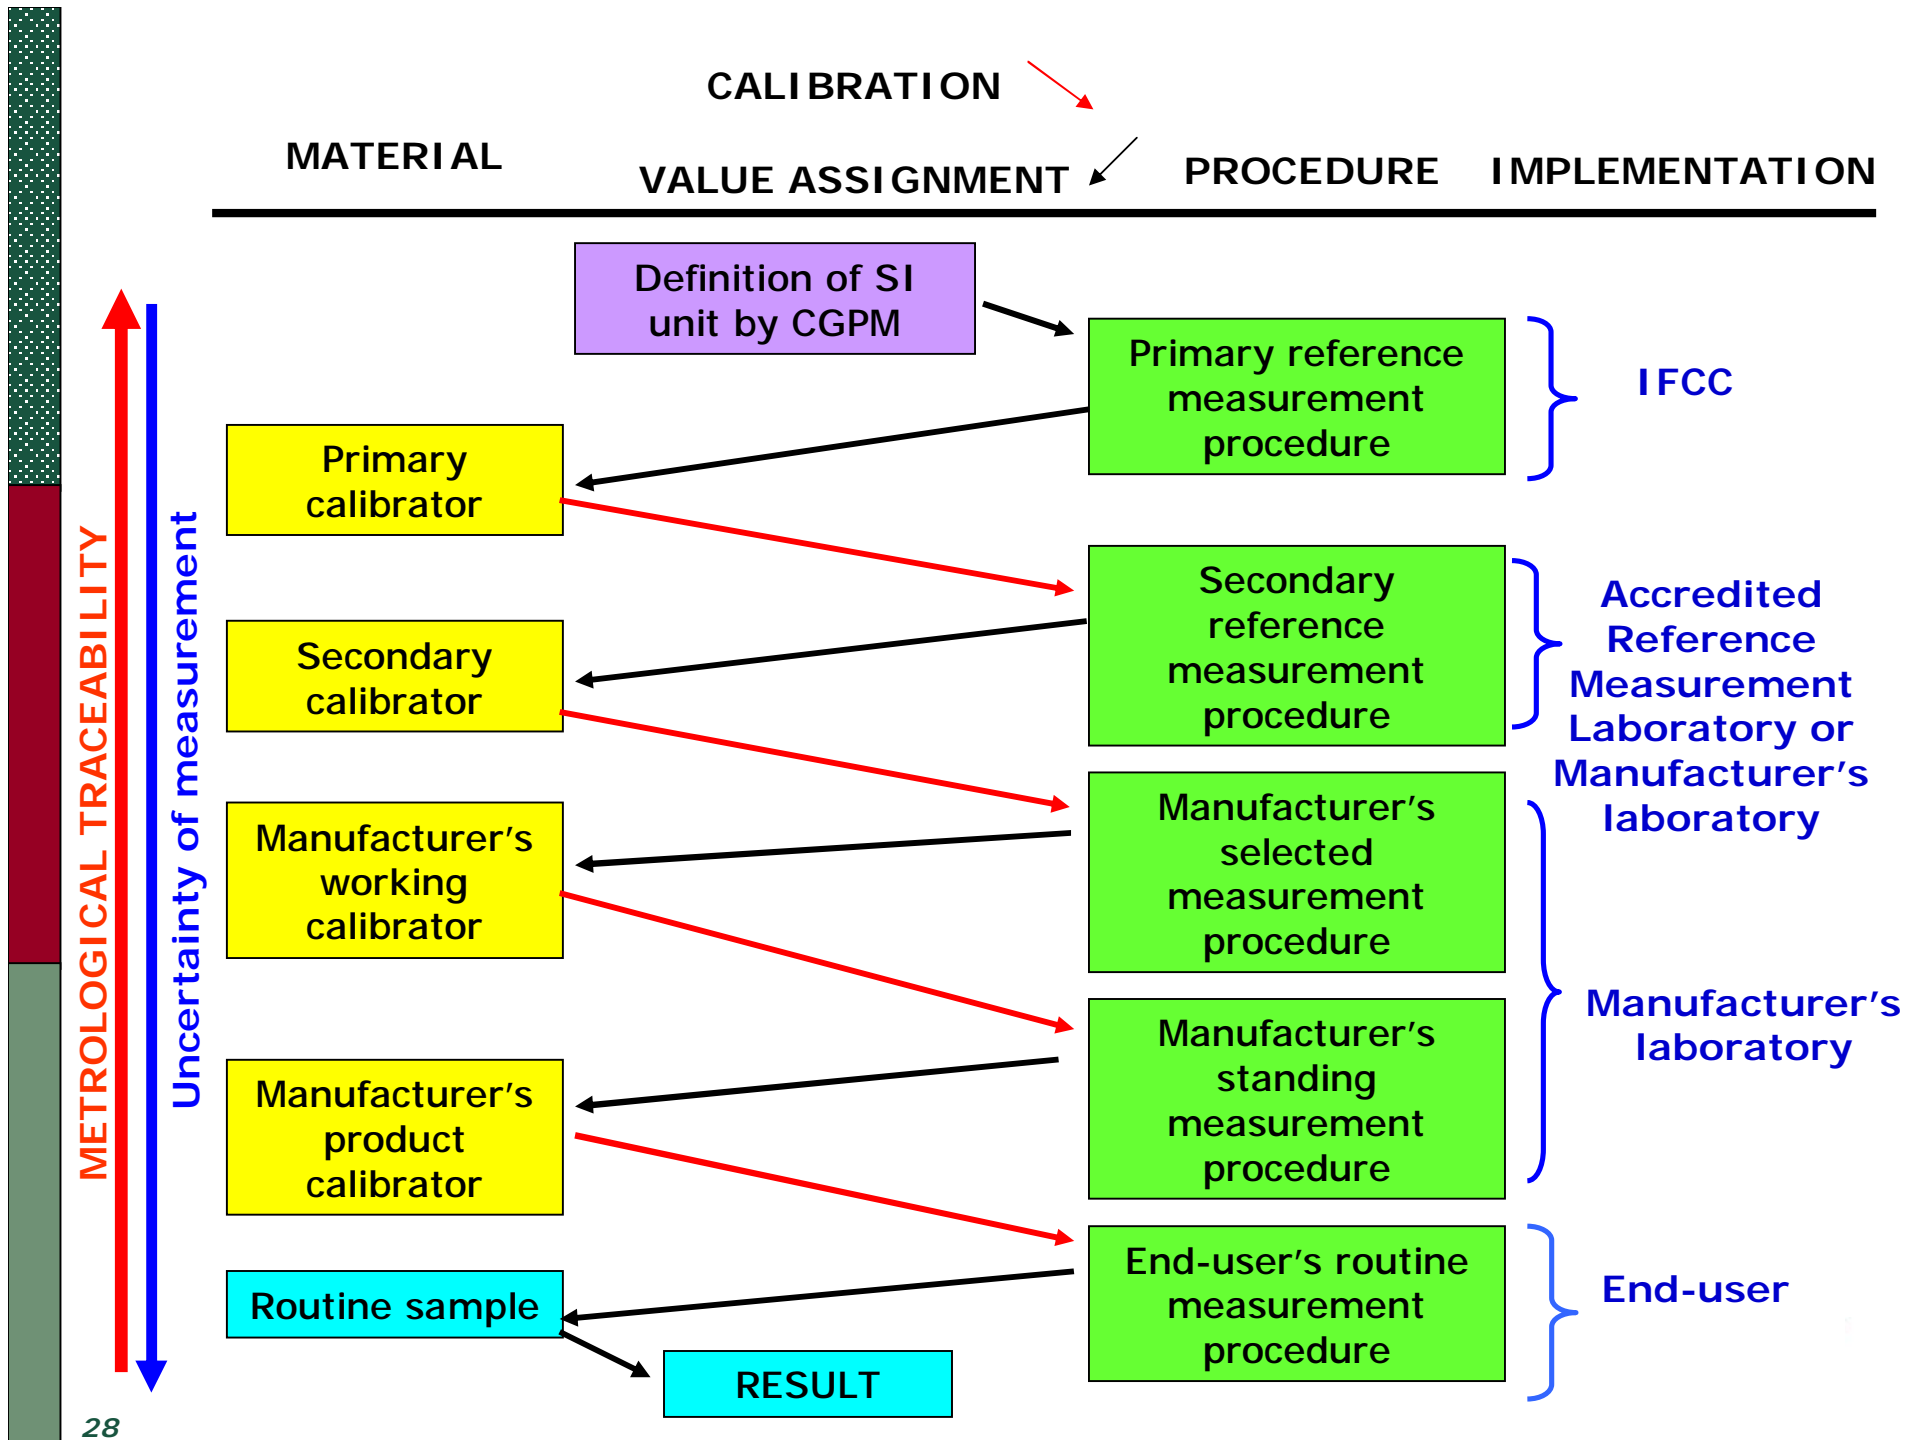 CALIBRATION
MATERIAL
VALUE ASSIGNMENT
PROCEDURE
IMPLEMENTATION
Definition of SI
unit by CGPM
Primary reference
measurement
procedure
IFCC
Primary
calibrator
Secondary
reference
measurement
procedure
Accredited
Reference
Measurement
Laboratory or
Manufacturer's
laboratory
Secondary
calibrator
Manufacturer's
selected
measurement
procedure
Manufacturer's
working
calibrator
Manufacturer's
standing
measurement
procedure
Manufacturer's
laboratory
Manufacturer's
product
calibrator
End-user's routine
measurement
procedure
End-user
Routine sample
RESULT
METROLOGICAL TRACEABILITY
Uncertainty of measurement
28